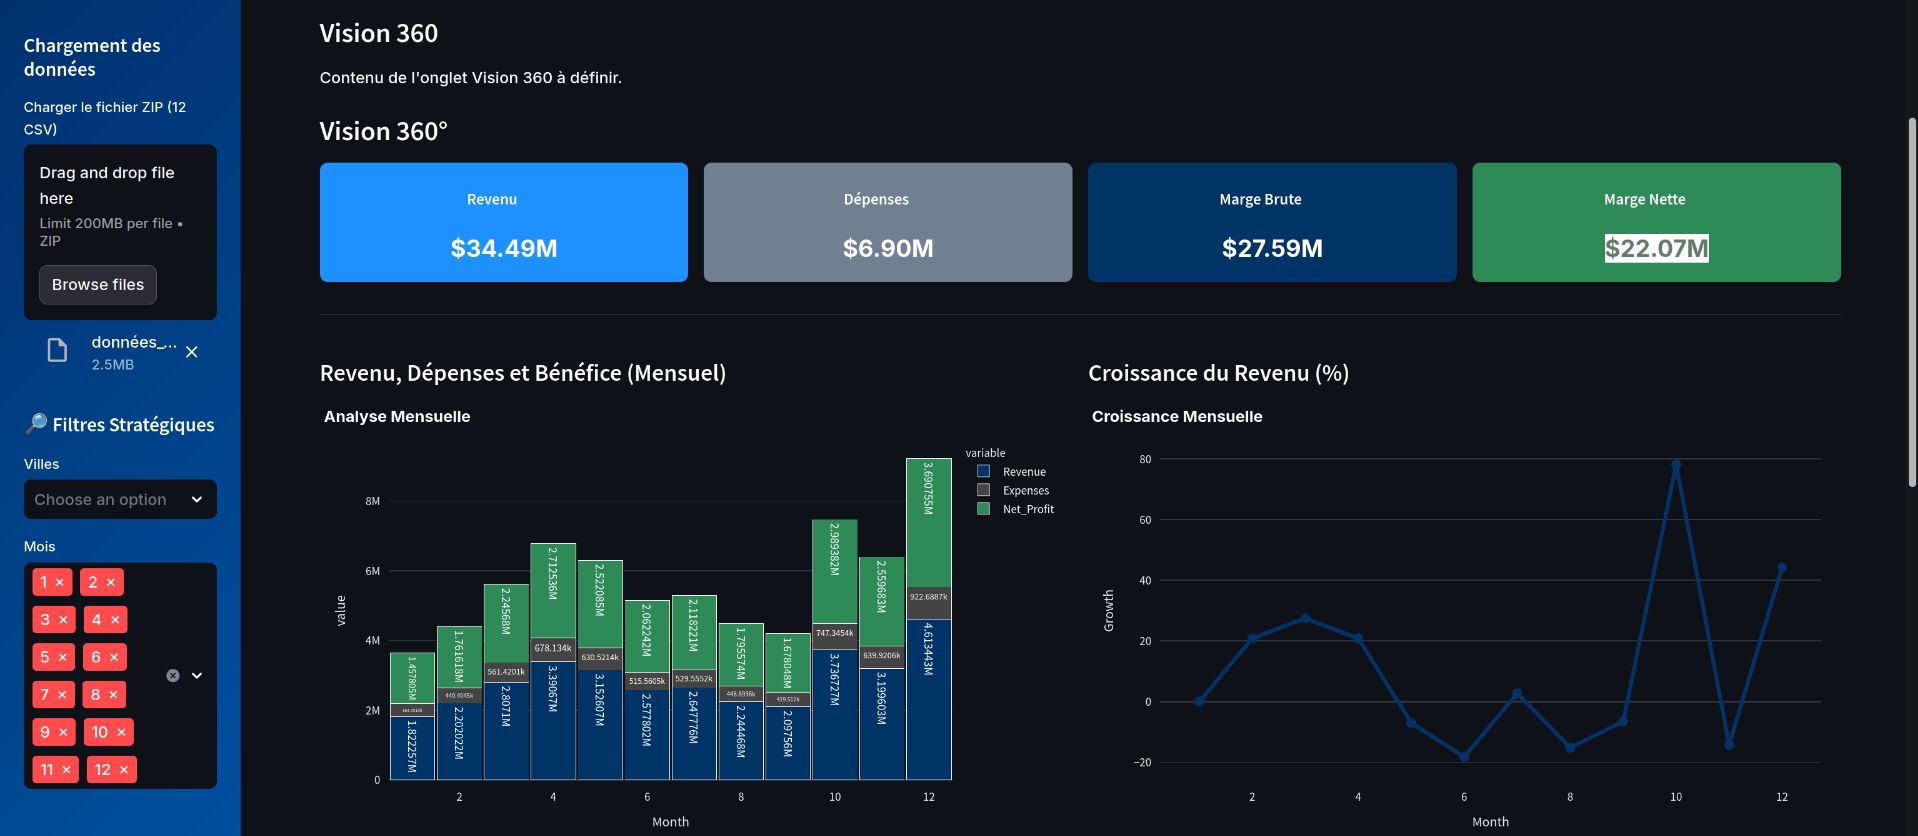 Chargement des
données
Charger le fichier ZIP (12
CSV)
Drag and drop file
here
Limit 200MB per file •
ZIP
Browse files
données_...
2.5MB
🔎 Filtres Stratégiques
Villes
Choose an option
Mois
1 × 2 ×
3 × 4 ×
5 × 6 ×
7 × 8 ×
9 × 10 ×
11 × 12 ×
Vision 360
Contenu de l'onglet Vision 360 à définir.
Vision 360°
Revenu
$34.49M
Dépenses
$6.90M
Marge Brute
$27.59M
Marge Nette
$22.07M
Revenu, Dépenses et Bénéfice (Mensuel)
Analyse Mensuelle
variable
Revenue
Expenses
Net_Profit
value
8M
6M
4M
2M
0
1.457805M
1.822257M
1.761618M
440.4045k
2.202022M
2.24568M
561.4201k
2.8071M
2.712536M
678.134k
3.39067M
2.522085M
630.5214k
3.152607M
2.062242M
515.5605k
2.577802M
2.118221M
529.5552k
2.647776M
1.795574M
448.8936k
2.244468M
1.678048M
419.512k
2.09756M
2.989382M
747.3454k
3.736727M
2.559683M
639.9206k
3.199603M
3.690755M
922.6887k
4.613443M
2 4 6 8 10 12
Month
Croissance du Revenu (%)
Croissance Mensuelle
Growth
80
60
40
20
0
−20
2 4 6 8 10 12
Month